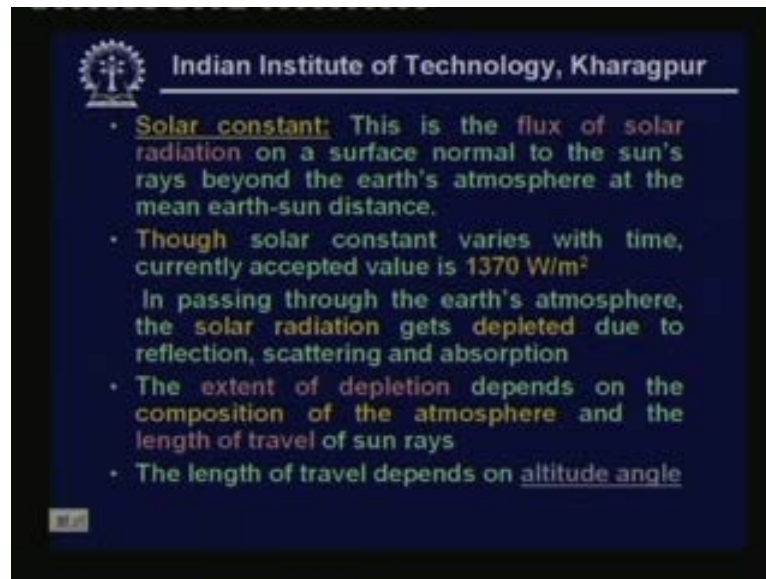 Indian Institute of Technology, Kharagpur
• Solar constant: This is the flux of solar
radiation on a surface normal to the sun's
rays beyond the earth's atmosphere at the
mean earth-sun distance.
• Though solar constant varies with time,
currently accepted value is 1370 W/m²
In passing through the earth's atmosphere,
the solar radiation gets depleted due to
reflection, scattering and absorption
• The extent of depletion depends on the
composition of the atmosphere and the
length of travel of sun rays
• The length of travel depends on altitude angle